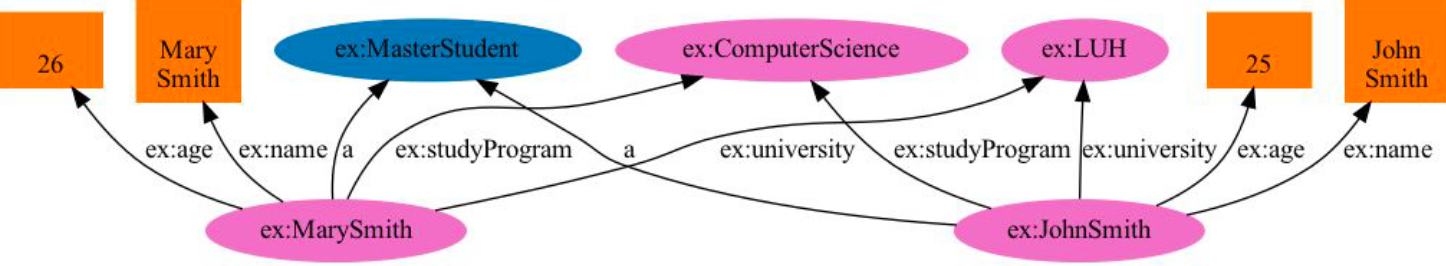 26
Mary
Smith
ex:MasterStudent
ex:ComputerScience
ex:LUH
25
John
Smith
ex:age
ex:name
a
ex:studyProgram
a
ex:university
ex:studyProgram
ex:university
ex:age
ex:name
ex:MarySmith
ex:JohnSmith